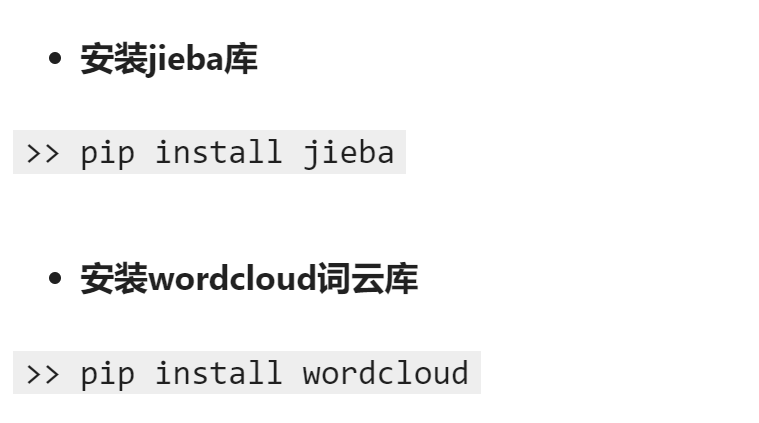 • 安装jieba库
>> pip install jieba
• 安装wordcloud词云库
>> pip install wordcloud